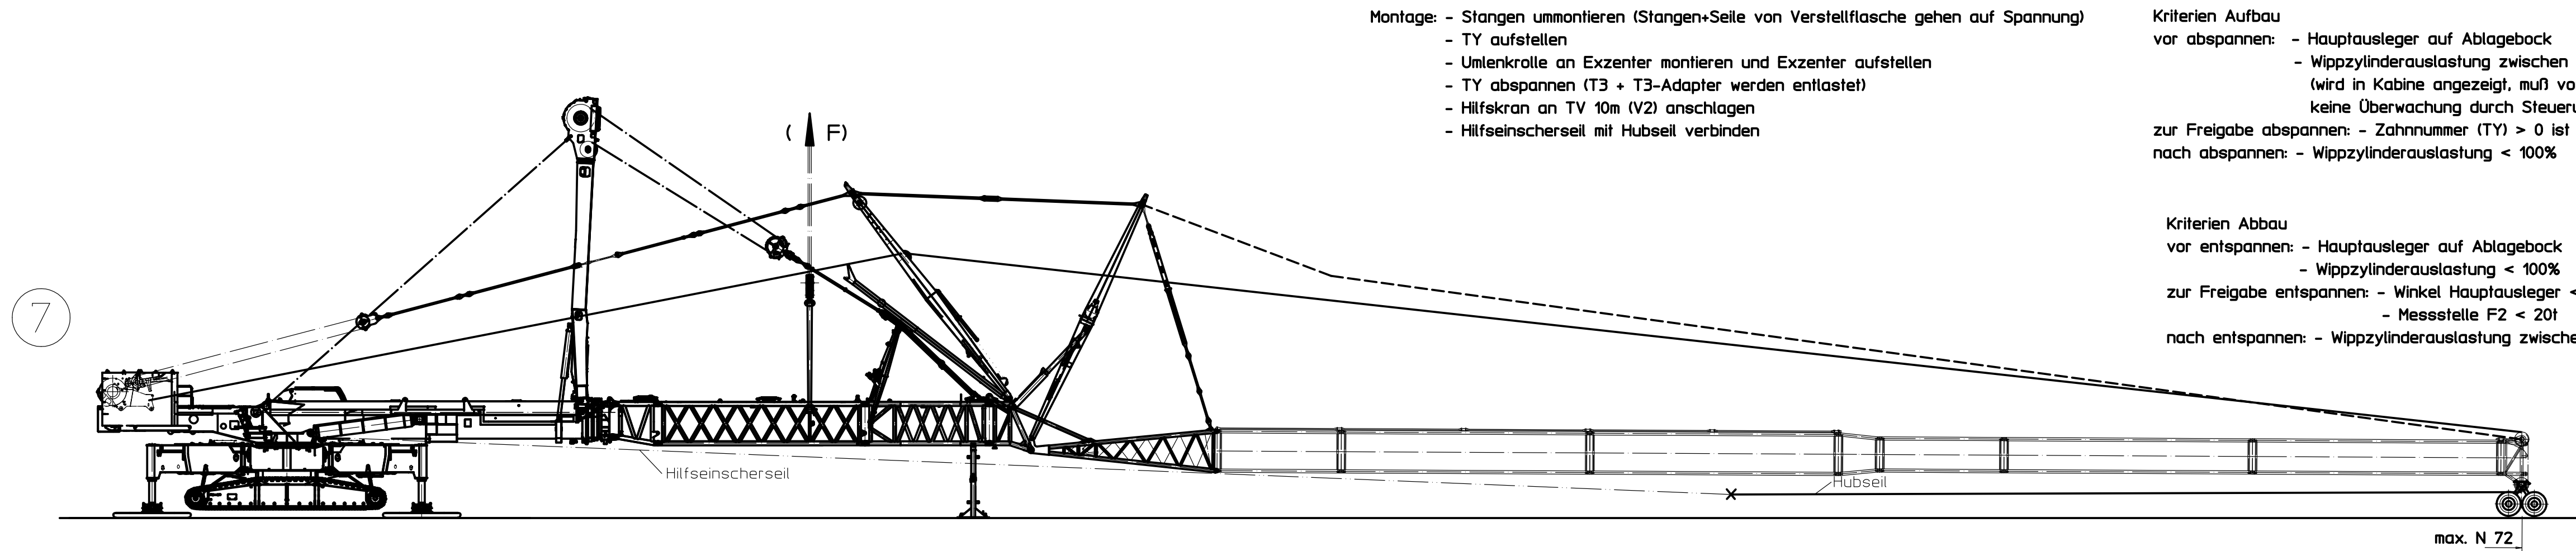 Montage: - Stangen ummontieren (Stangen+Seile von Verstellflasche gehen auf Spannung)
- TY aufstellen
- Umlenkrolle an Exzenter montieren und Exzenter aufstellen
- TY abspannen (T3 + T3-Adapter werden entlastet)
- Hilfskran an TV 10m (V2) anschlagen
- Hilfseinscherseil mit Hubseil verbinden
Kriterien Aufbau
vor abspannen: - Hauptausleger auf Ablagebock
- Wippzylinderauslastung zwischen
(wird in Kabine angezeigt, muß vo
keine Überwachung durch Steueru
zur Freigabe abspannen: - Zahnnummer (TY) > 0 ist
nach abspannen: - Wippzylinderauslastung < 100%
Kriterien Abbau
vor entspannen: - Hauptausleger auf Ablagebock
- Wippzylinderauslastung < 100%
zur Freigabe entspannen: - Winkel Hauptausleger <
- Messstelle F2 < 20t
nach entspannen: - Wippzylinderauslastung zwische
( F)
7
Hilfseinscherseil
Hubseil
max. N 72